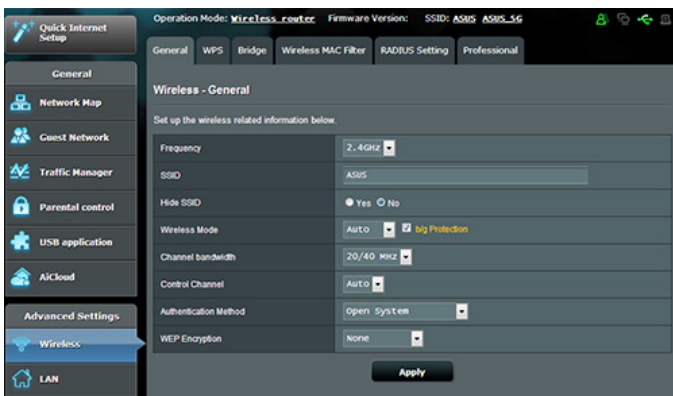 Quick Internet Setup
Operation Mode: Wireless router Firmware Version: SSID: ASUS ASUS_5G
General WPS Bridge Wireless MAC Filter RADIUS Setting Professional
General
Network Map
Guest Network
Traffic Manager
Parental control
USB application
AiCloud
Advanced Settings
Wireless
LAN
Wireless - General
Set up the wireless related information below.
Frequency 2.4GHz
SSID ASUS
Hide SSID Yes No
Wireless Mode Auto b/g Protection
Channel bandwidth 20/40 MHz
Control Channel Auto
Authentication Method Open System
WEP Encryption None
Apply